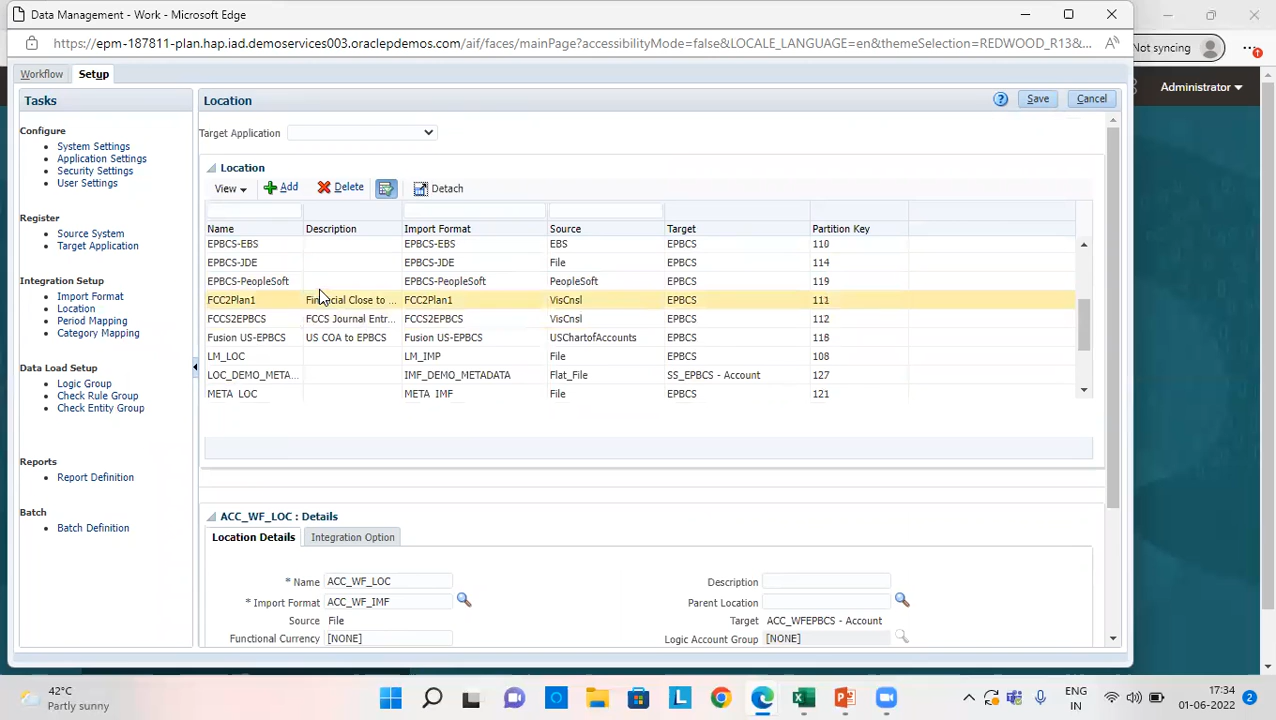 Data Management - Work - Microsoft Edge
https://epm-187811-plan.hap.iad.demoservices003.oraclepdemos.com/aif/faces/mainPage?accessibilityMode=false&LOCALE_LANGUAGE=en&themeSelection=REDWOOD_R13&...
Not syncing
Administrator
Workflow Setup
Tasks
Configure
System Settings
Application Settings
Security Settings
User Settings
Register
Source System
Target Application
Integration Setup
Import Format
Location
Period Mapping
Category Mapping
Data Load Setup
Logic Group
Check Rule Group
Check Entity Group
Reports
Report Definition
Batch
Batch Definition
Location
Save Cancel
Target Application
Location
View Add Delete Detach
Name Description Import Format Source Target Partition Key
EPBCS-EBS EPBCS-EBS EBS EPBCS 110
EPBCS-JDE EPBCS-JDE File EPBCS 114
EPBCS-PeopleSoft EPBCS-PeopleSoft PeopleSoft EPBCS 119
FCC2Plan1 Financial Close to ... FCC2Plan1 VisCnsl EPBCS 111
FCCS2EPBCS FCCS Journal Entr... FCCS2EPBCS VisCnsl EPBCS 112
Fusion US-EPBCS US COA to EPBCS Fusion US-EPBCS USChartofAccounts EPBCS 118
LM_LOC LM_IMP File EPBCS 108
LOC_DEMO_META... IMF_DEMO_METADATA Flat_File SS_EPBCS - Account 127
META_LOC META_IMF File EPBCS 121
ACC_WF_LOC : Details
Location Details Integration Option
* Name ACC_WF_LOC Description
* Import Format ACC_WF_IMF Parent Location
Source File Target ACC_WFEPBCS - Account
Functional Currency [NONE] Logic Account Group [NONE]
42°C
Partly sunny
ENG
IN
17:34
01-06-2022
2